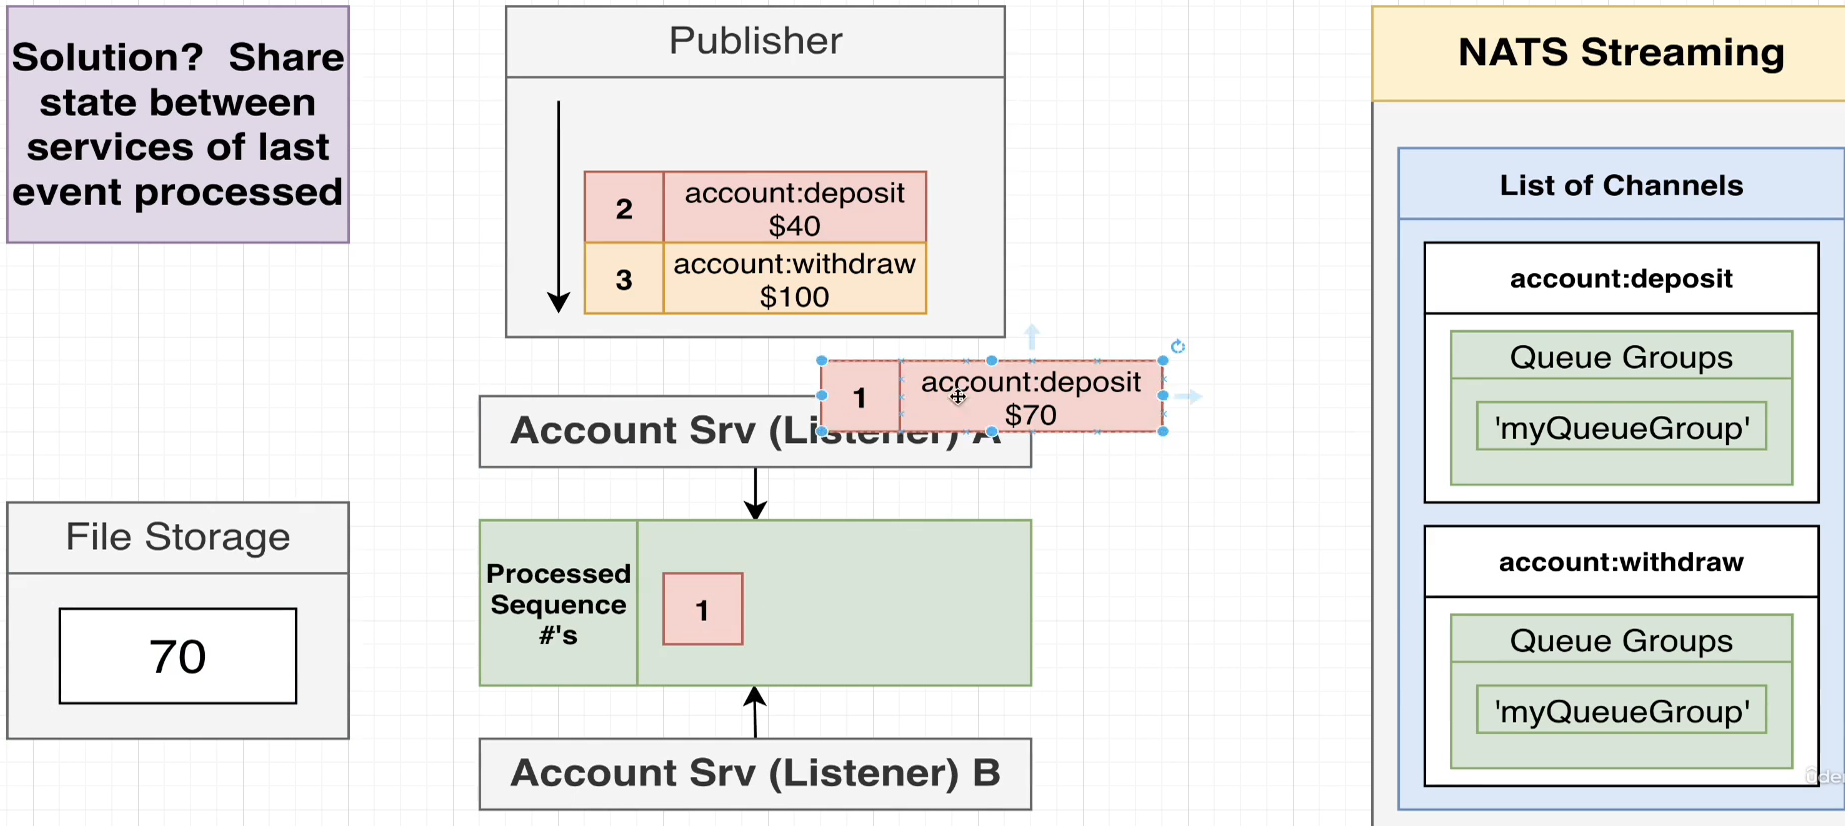 Solution?  Share
state between
services of last
event processed
Publisher
2
account:deposit
$40
3
account:withdraw
$100
1
account:deposit
$70
Account Srv (Listener) A
Processed
Sequence
#'s
1
Account Srv (Listener) B
File Storage
70
NATS Streaming
List of Channels
account:deposit
Queue Groups
'myQueueGroup'
account:withdraw
Queue Groups
'myQueueGroup'